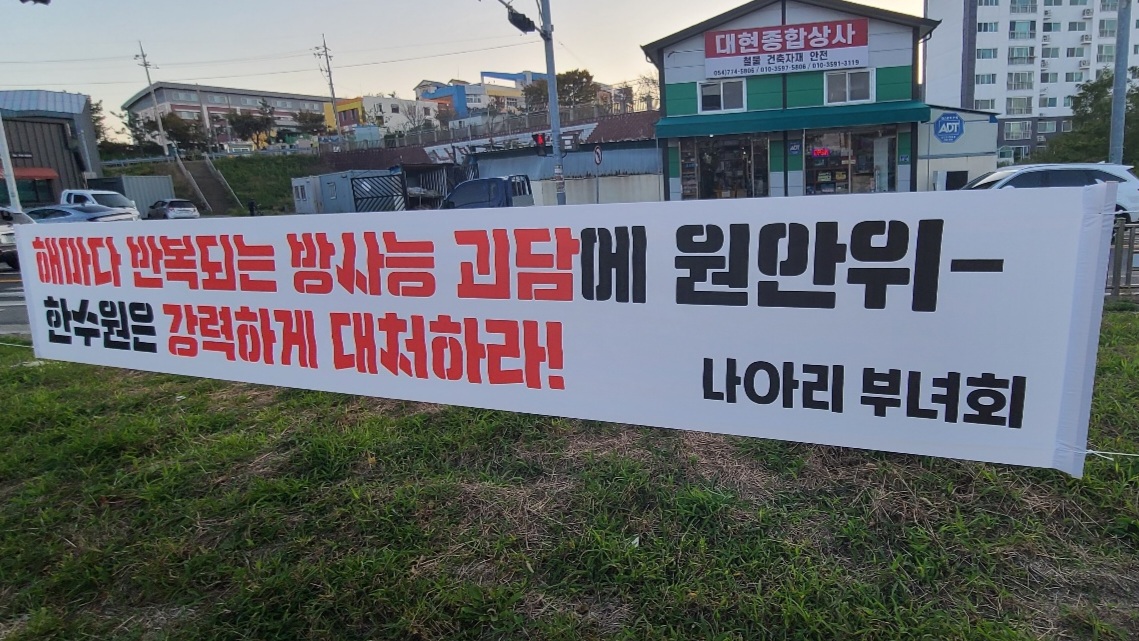 대현종합상사
철물 건축자재 안전
ADT
해마다 반복되는 방사능 괴담에 원안위-
한수원은 강력하게 대처하라!
나아리 부녀회